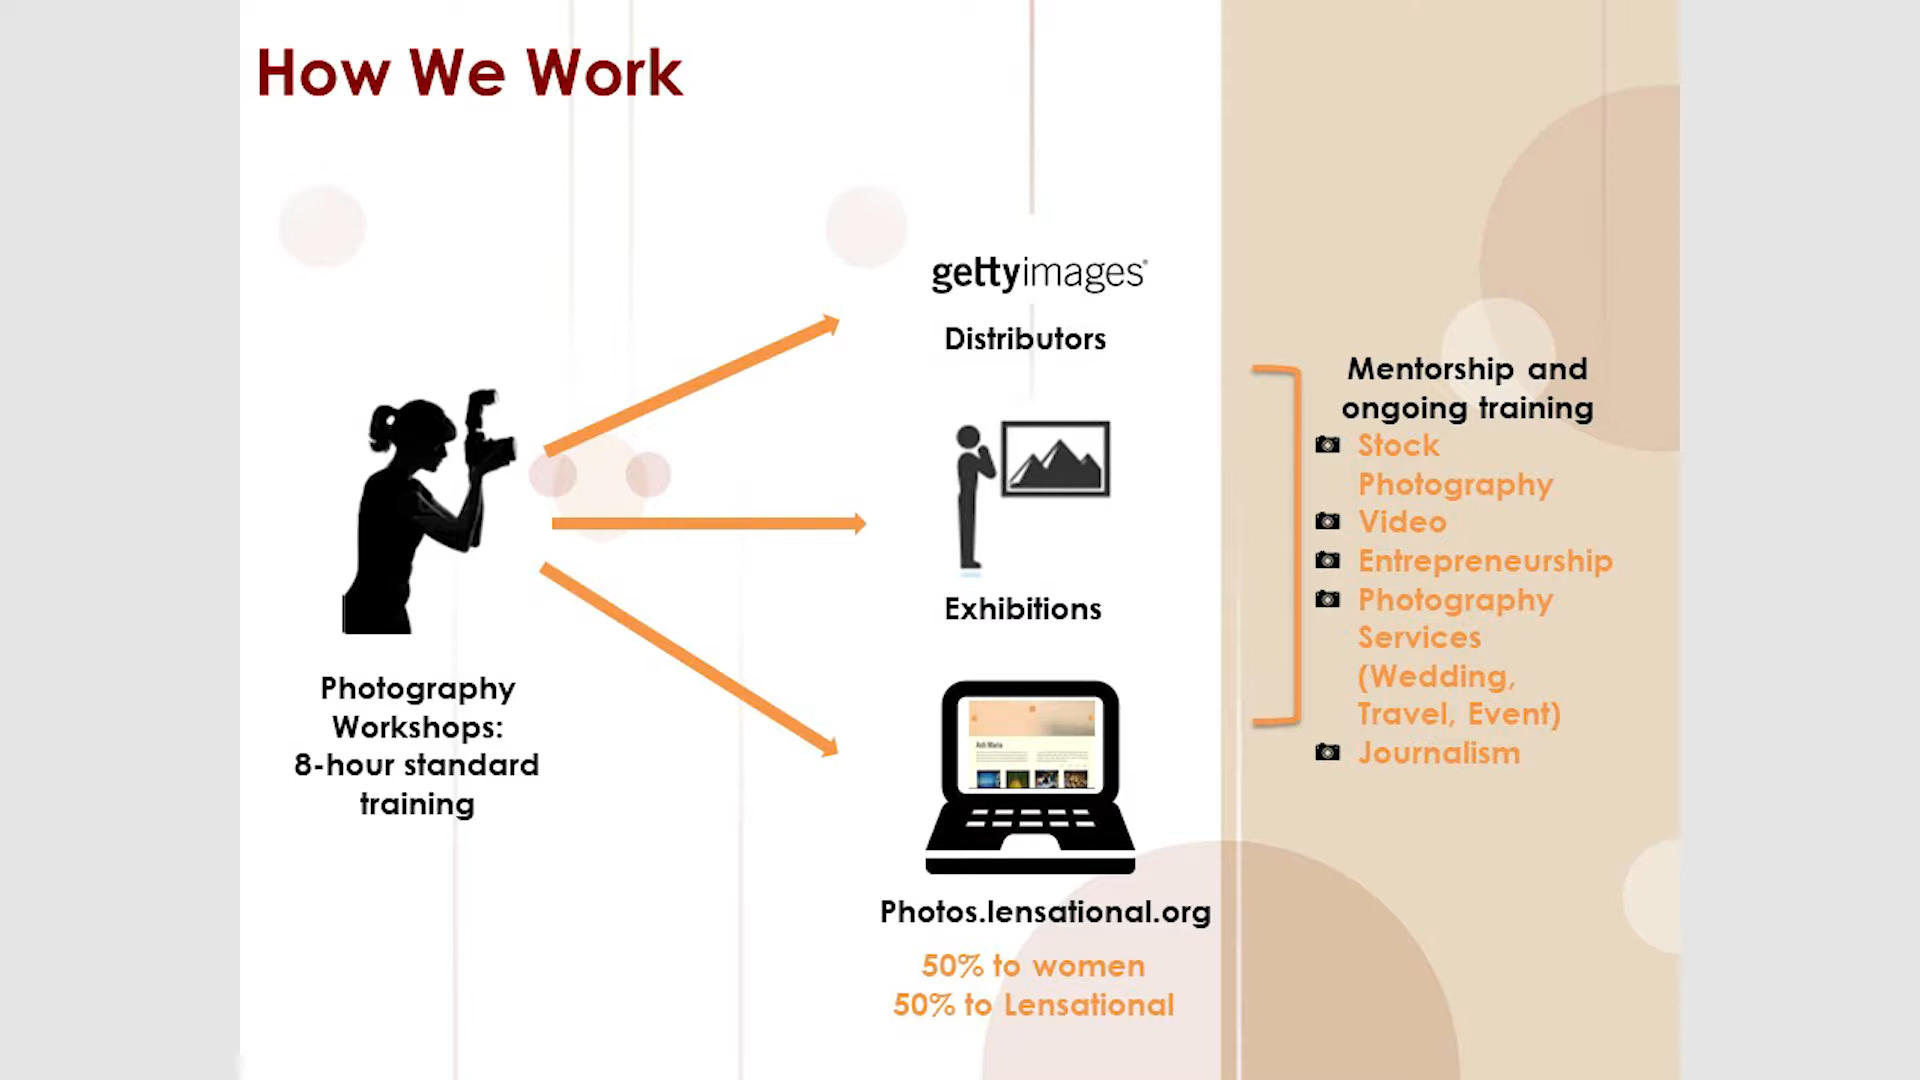 How We Work
gettyimages
Distributors
Exhibitions
Photography
Workshops:
8-hour standard
training
Photos.lensational.org
50% to women
50% to Lensational
Mentorship and
ongoing training
Stock
Photography
Video
Entrepreneurship
Photography
Services
(Wedding,
Travel, Event)
Journalism